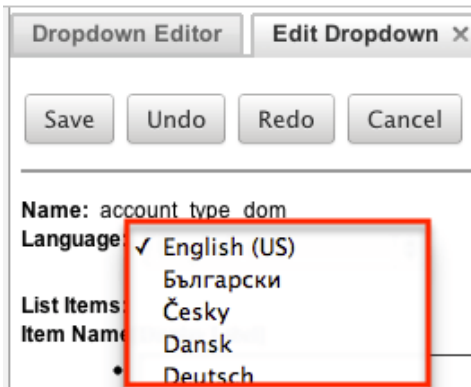 Dropdown Editor Edit Dropdown ×
Save Undo Redo Cancel
Name: account_type_dom
Language: ✓ English (US)
Български
List Items: Česky
Item Name
Dansk
Deutsch